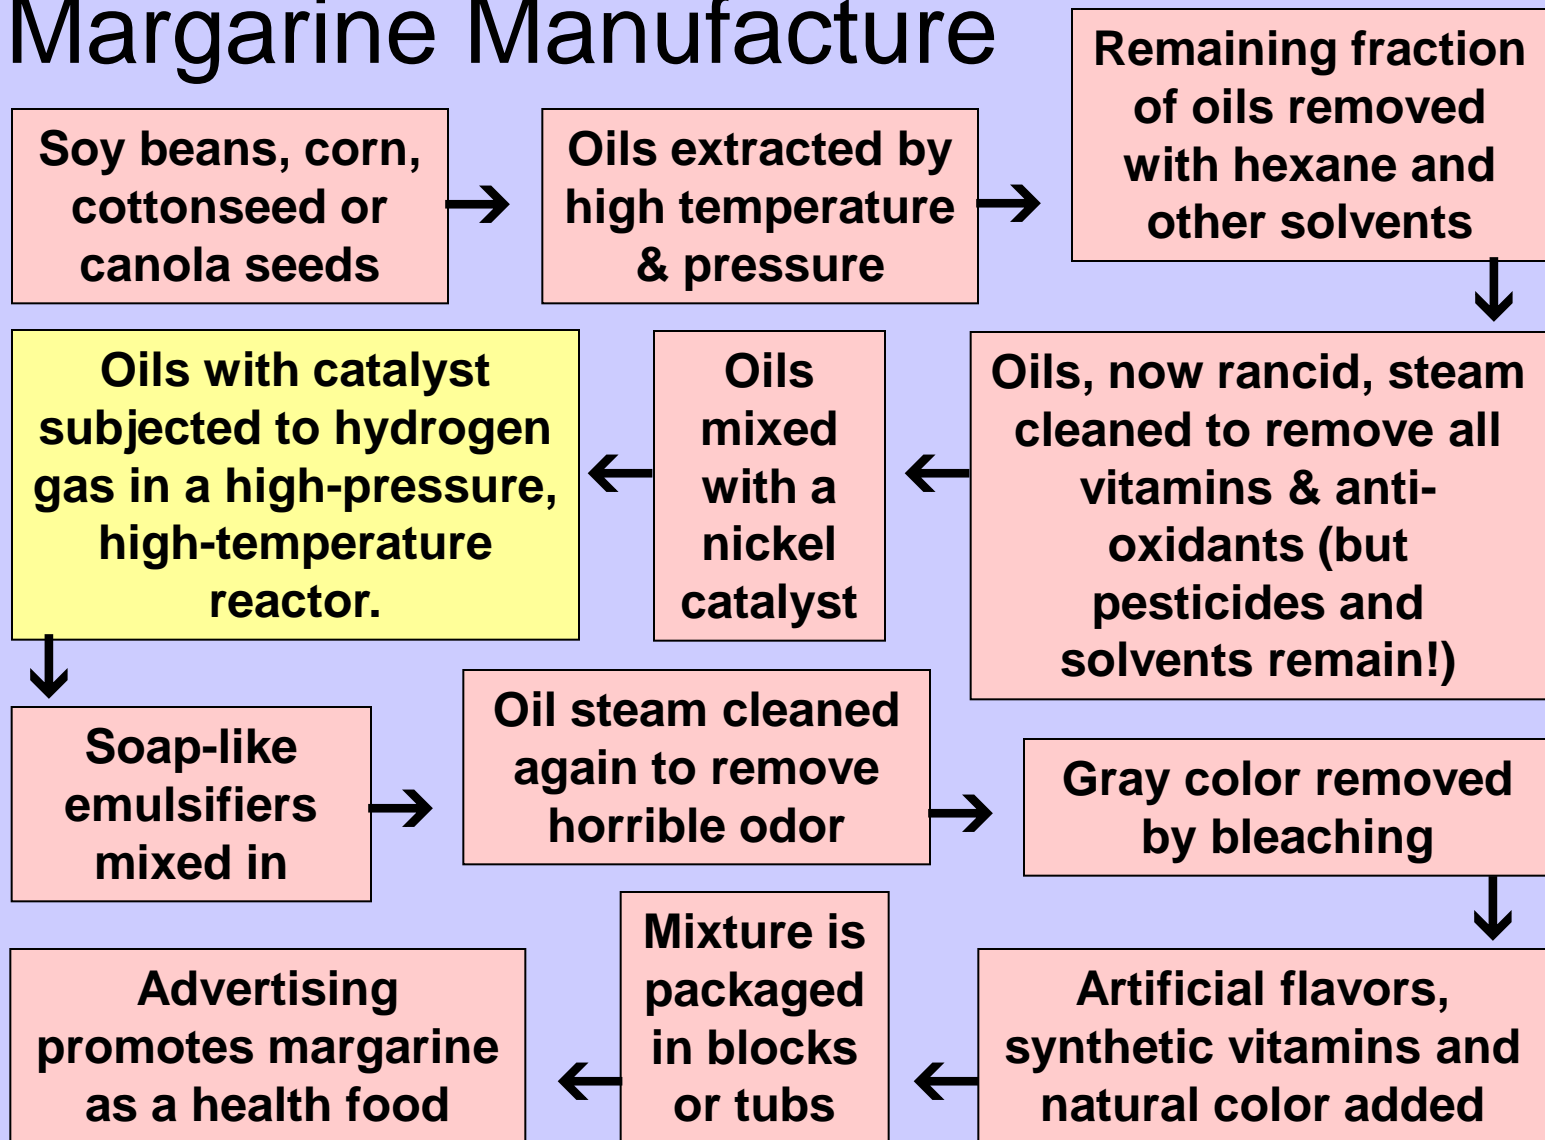 Margarine Manufacture
Soy beans, corn,
cottonseed or
canola seeds
Oils extracted by
high temperature
& pressure
Remaining fraction
of oils removed
with hexane and
other solvents
Oils, now rancid, steam
cleaned to remove all
vitamins & anti-
oxidants (but
pesticides and
solvents remain!)
Oils
mixed
with a
nickel
catalyst
Oils with catalyst
subjected to hydrogen
gas in a high-pressure,
high-temperature
reactor.
Soap-like
emulsifiers
mixed in
Oil steam cleaned
again to remove
horrible odor
Gray color removed
by bleaching
Artificial flavors,
synthetic vitamins and
natural color added
Mixture is
packaged
in blocks
or tubs
Advertising
promotes margarine
as a health food